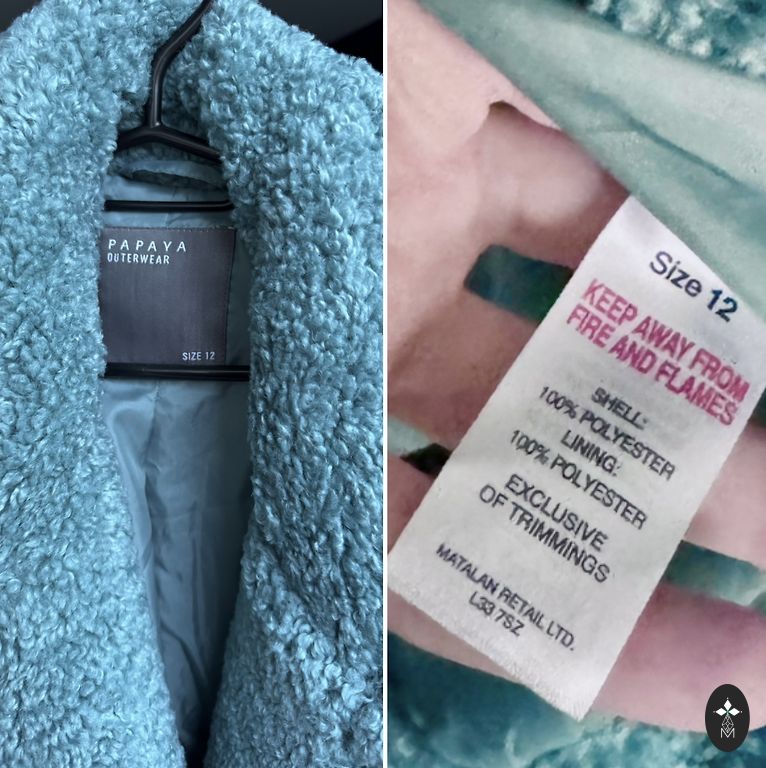 PAPAYA
OUTERWEAR
SIZE 12
Size 12
KEEP AWAY FROM
FIRE AND FLAMES
SHELL:
100% POLYESTER
LINING:
100% POLYESTER
EXCLUSIVE
OF TRIMMINGS
MATALAN RETAIL LTD.
L33 7SZ
M